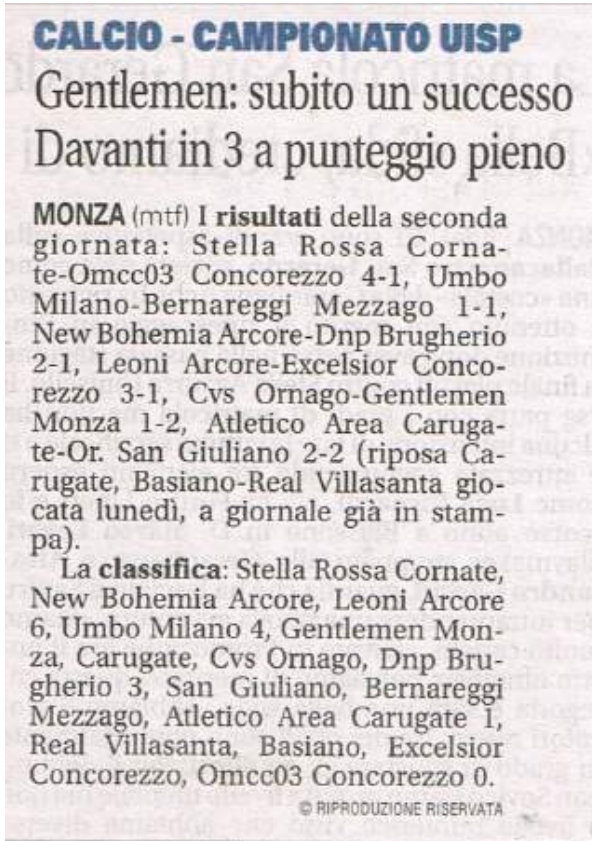 CALCIO - CAMPIONATO UISP
Gentlemen: subito un successo
Davanti in 3 a punteggio pieno
MONZA (mtf) I risultati della seconda
giornata: Stella Rossa Corna-
te-Omcc03 Concorezzo 4-1, Umbo
Milano-Bernareggi Mezzago 1-1,
New Bohemia Arcore-Dnp Brugherio
2-1, Leoni Arcore-Excelsior Conco-
rezzo 3-1, Cvs Ornago-Gentlemen
Monza 1-2, Atletico Area Caruga-
te-Or. San Giuliano 2-2 (riposa Ca-
rugate, Basiano-Real Villasanta gio-
cata lunedì, a giornale già in stam-
pa).
La classifica: Stella Rossa Cornate,
New Bohemia Arcore, Leoni Arcore
6, Umbo Milano 4, Gentlemen Mon-
za, Carugate, Cvs Ornago, Dnp Bru-
gherio 3, San Giuliano, Bernareggi
Mezzago, Atletico Area Carugate 1,
Real Villasanta, Basiano, Excelsior
Concorezzo, Omcc03 Concorezzo 0.
© RIPRODUZIONE RISERVATA